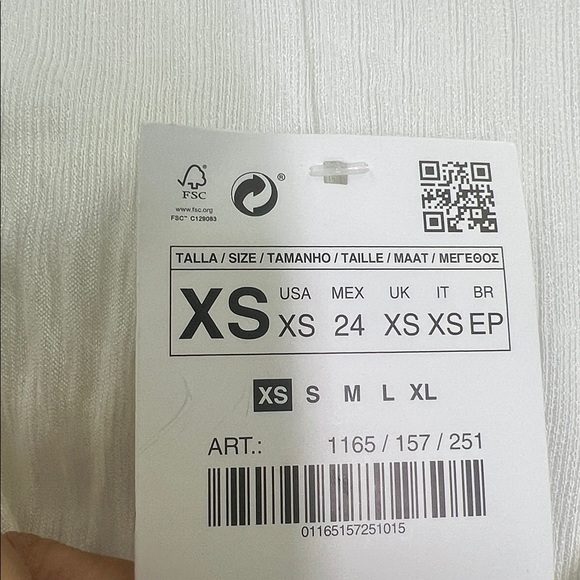 FSC
www.fsc.org
FSC™ C129083
®
TALLA / SIZE / TAMANHO / TAILLE / MAAT / ΜΕΓΕΘΟΣ
XS USA MEX UK IT BR
XS 24 XS XS EP
XS S M L XL
ART.: 1165 / 157 / 251
01165157251015